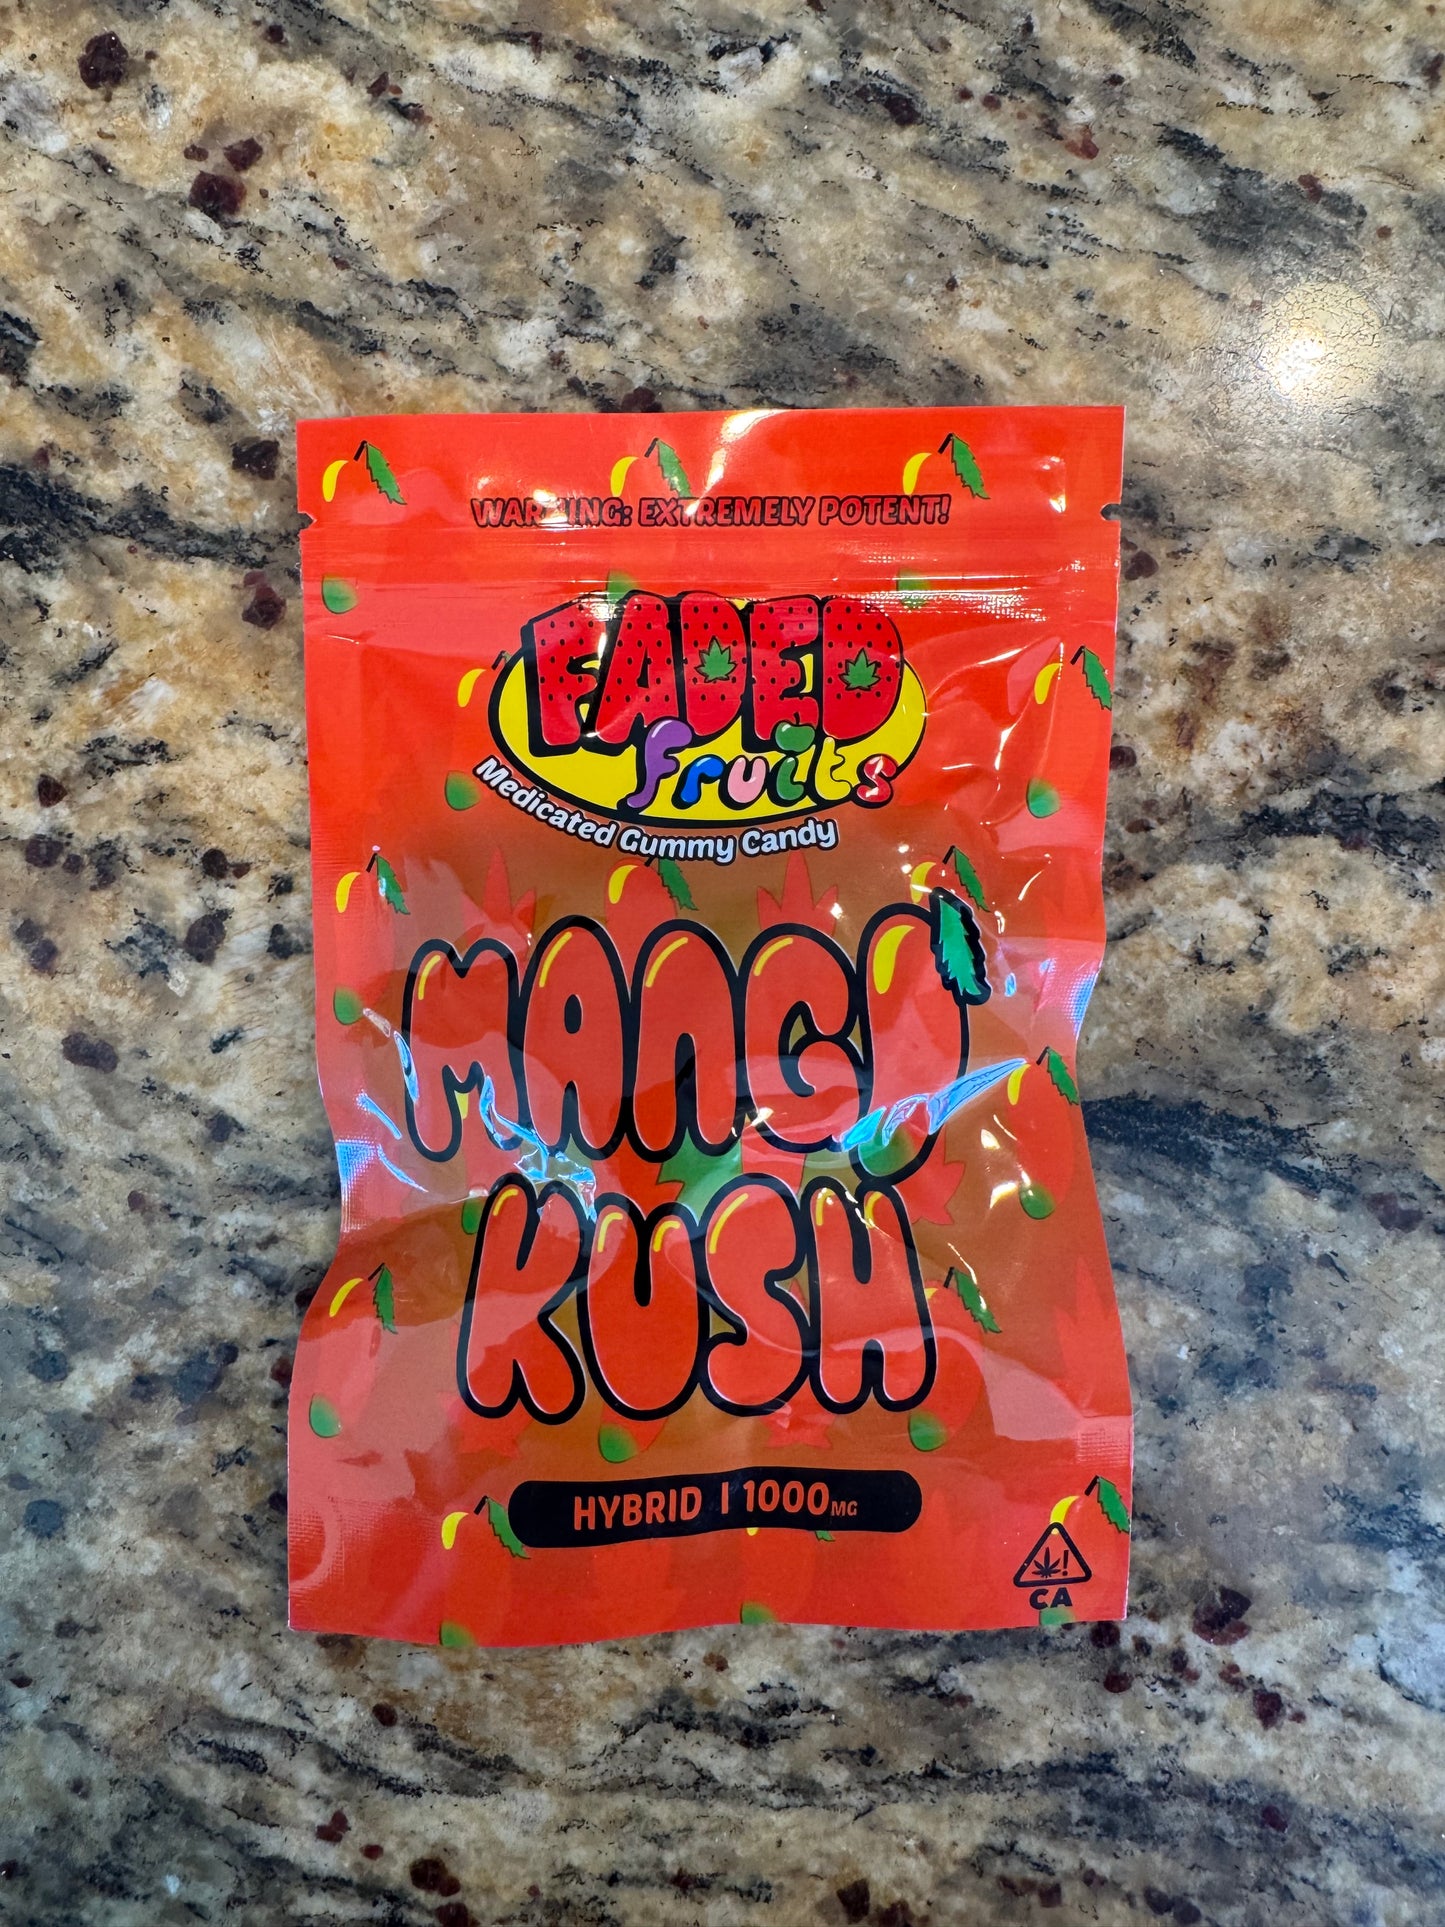 WARNING: EXTREMELY POTENT!
FADED
fruits
Medicated Gummy Candy
MANGO
KUSH
HYBRID | 1000MG
!
CA